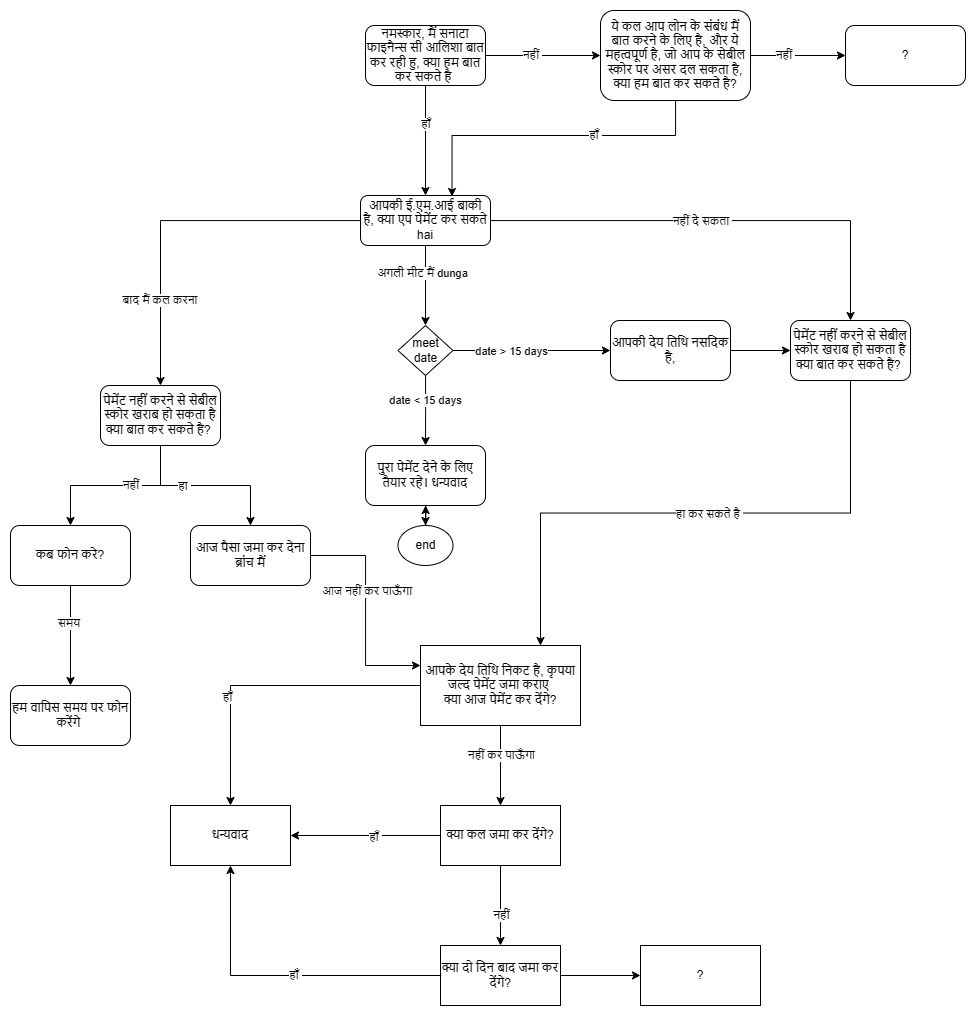 नमस्कार, मैं सनाटा
फाइनैन्स सी आलिशा बात
कर रही हु, क्या हम बात
कर सकते है
नहीं
ये कल आप लोन के संबंध मैं
बात करने के लिए है, और ये
महत्वपूर्ण है, जो आप के सेबील
स्कोर पर असर दल सकता है,
क्या हम बात कर सकते है?
नहीं
?
हाँ
हाँ
आपकी ई.एम.आई बाकी
है, क्या एप पेमेंट कर सकते
hai
नहीं दे सकता
अगली मीट मैं dunga
बाद मैं कल करना
meet
date
date > 15 days
आपकी देय तिथि नसदिक
है,
पेमेंट नहीं करने से सेबील
स्कोर खराब हो सकता है
क्या बात कर सकते है?
date < 15 days
पेमेंट नहीं करने से सेबील
स्कोर खराब हो सकता है
क्या बात कर सकते है?
पुरा पेमेंट देने के लिए
तैयार रहे। धन्यवाद
नहीं
हा
हा कर सकते है
end
कब फोन करे?
आज पैसा जमा कर देना
ब्रांच मैं
आज नहीं कर पाऊँगा
समय
आपके देय तिथि निकट है, कृपया
जल्द पेमेंट जमा कराए
क्या आज पेमेंट कर देंगे?
हाँ
हम वापिस समय पर फोन
करेंगे
नहीं कर पाऊँगा
धन्यवाद
हाँ
क्या कल जमा कर देंगे?
नहीं
हाँ
क्या दो दिन बाद जमा कर
देंगे?
?